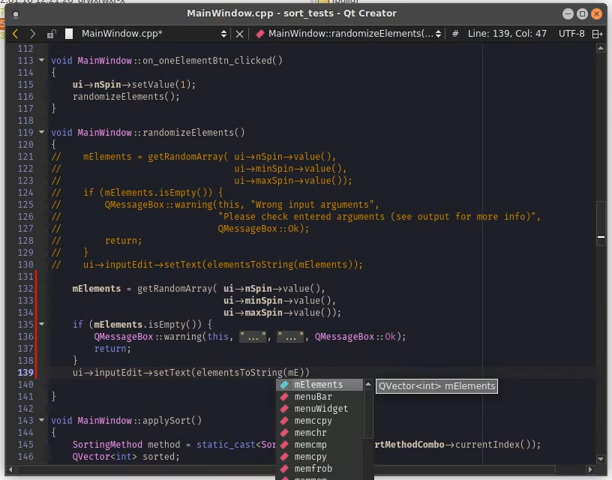 MainWindow.cpp - sort_tests - Qt Creator
MainWindow.cpp* MainWindow::randomizeElements(... # Line: 139, Col: 47 UTF-8
112
113 void MainWindow::on_oneElementBtn_clicked()
114 {
115 ui->nSpin->setValue(1);
116 randomizeElements();
117 }
118
119 void MainWindow::randomizeElements()
120 {
121 // mElements = getRandomArray( ui->nSpin->value(),
122 // ui->minSpin->value(),
123 // ui->maxSpin->value());
124 // if (mElements.isEmpty()) {
125 // QMessageBox::warning(this, "Wrong input arguments",
126 // "Please check entered arguments (see output for more info)",
127 // QMessageBox::Ok);
128 // return;
129 // }
130 // ui->inputEdit->setText(elementsToString(mElements));
131
132 mElements = getRandomArray( ui->nSpin->value(),
133 ui->minSpin->value(),
134 ui->maxSpin->value());
135 if (mElements.isEmpty()) {
136 QMessageBox::warning(this, "...", "...", QMessageBox::Ok);
137 return;
138 }
139 ui->inputEdit->setText(elementsToString(mE))
140 mElements QVector<int> mElements
141 }
menuBar
142
menuWidget
143 void MainWindow::applySort()
memccpy
144 {
memchr
145 SortingMethod method = static_cast<Sor
memcmp
rtMethodCombo->currentIndex());
146 QVector<int> sorted;
memcpy
memfrob